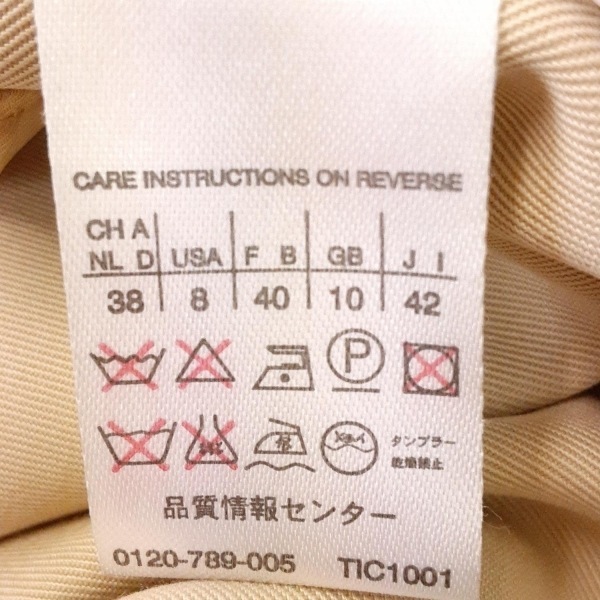 CARE INSTRUCTIONS ON REVERSE
CH A
NL D USA F B GB J I
38 8 40 10 42
P
タンブラー
乾燥禁止
品質情報センター
0120-789-005 TIC1001